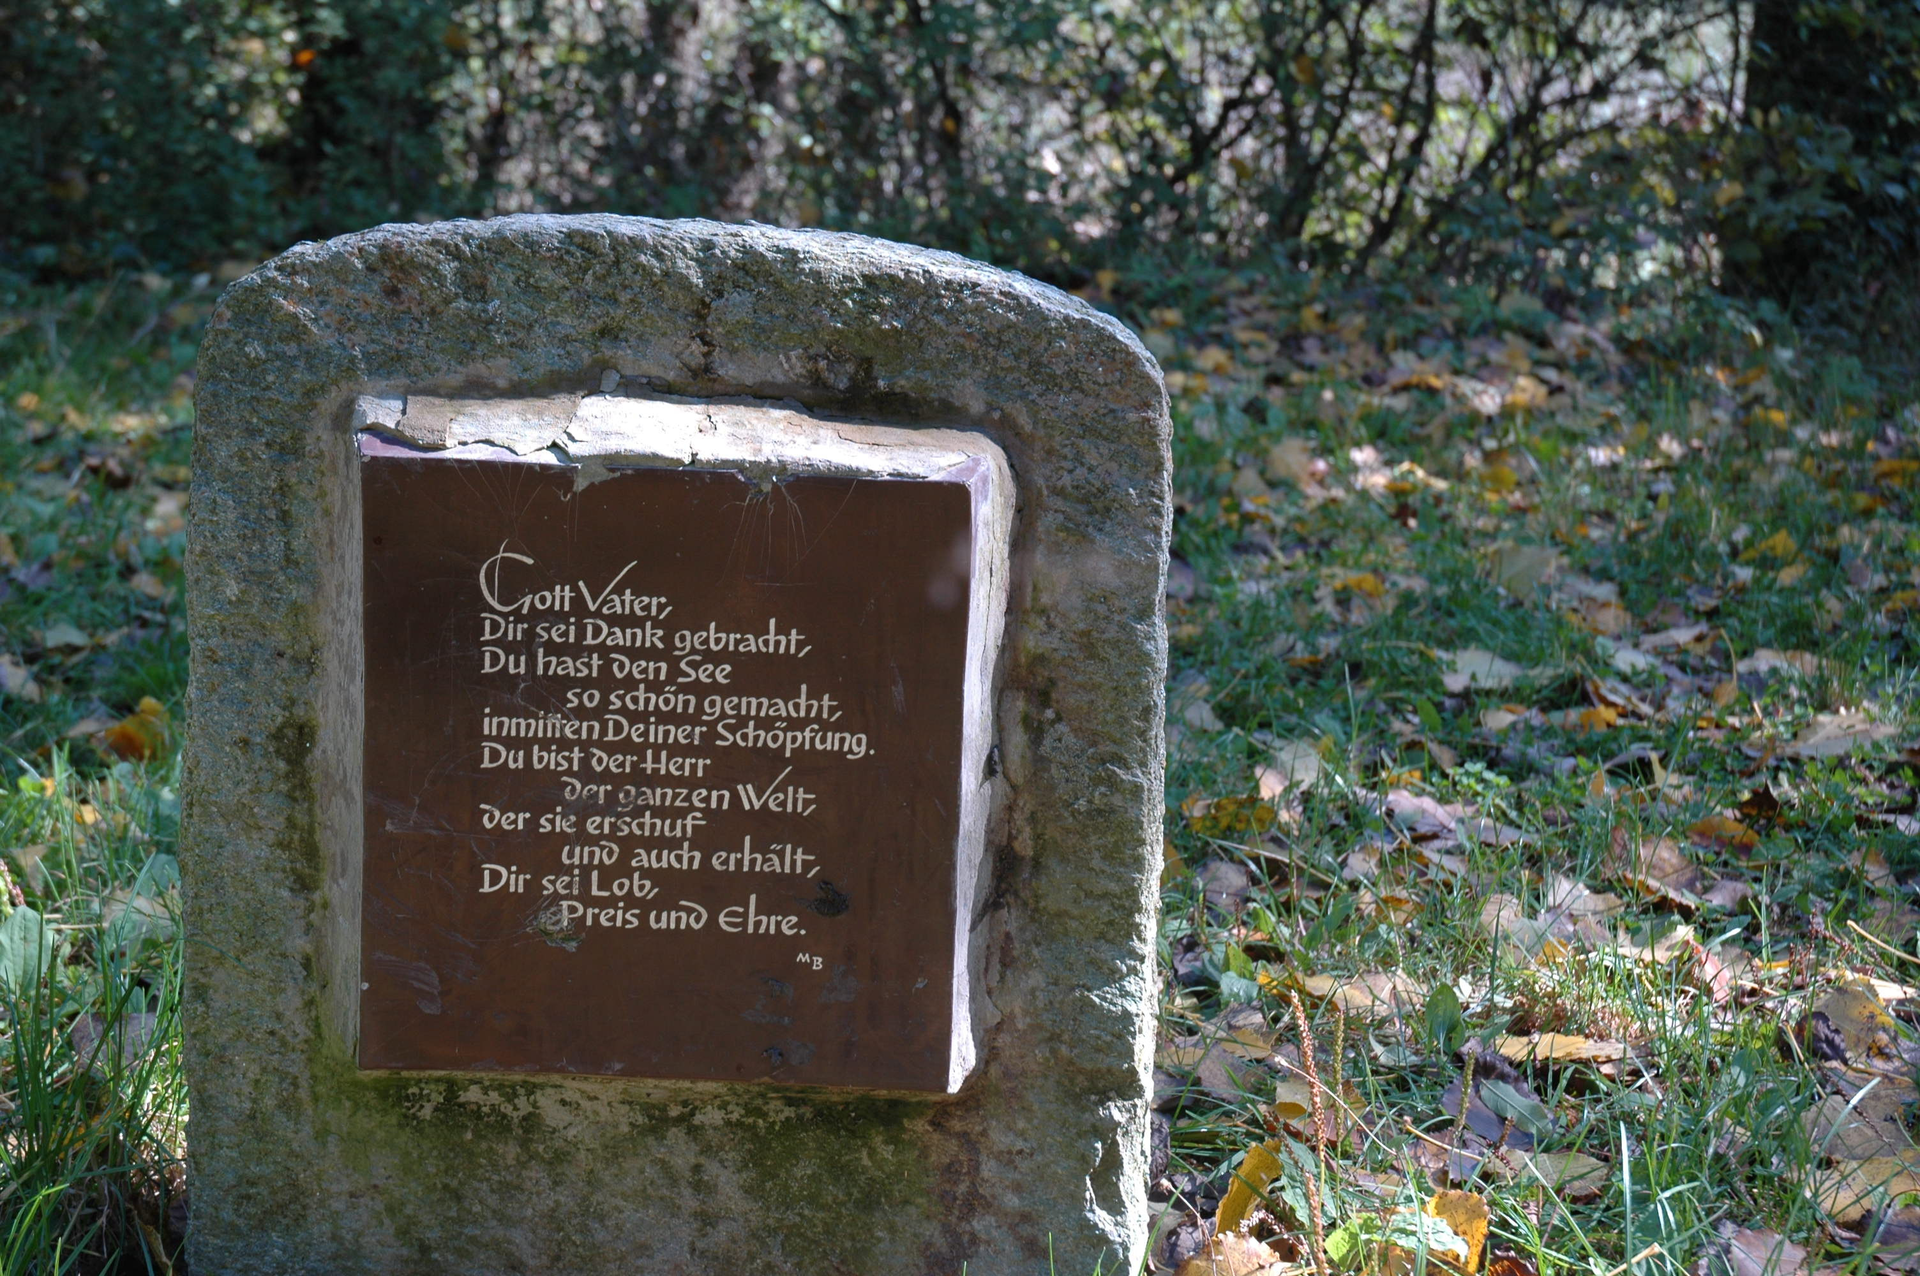 Gott Vater,
Dir sei Dank gebracht,
Du hast den See
so schön gemacht,
inmitten Deiner Schöpfung.
Du bist der Herr
der ganzen Welt,
der sie erschuf
und auch erhält,
Dir sei Lob,
Preis und Ehre.
MB